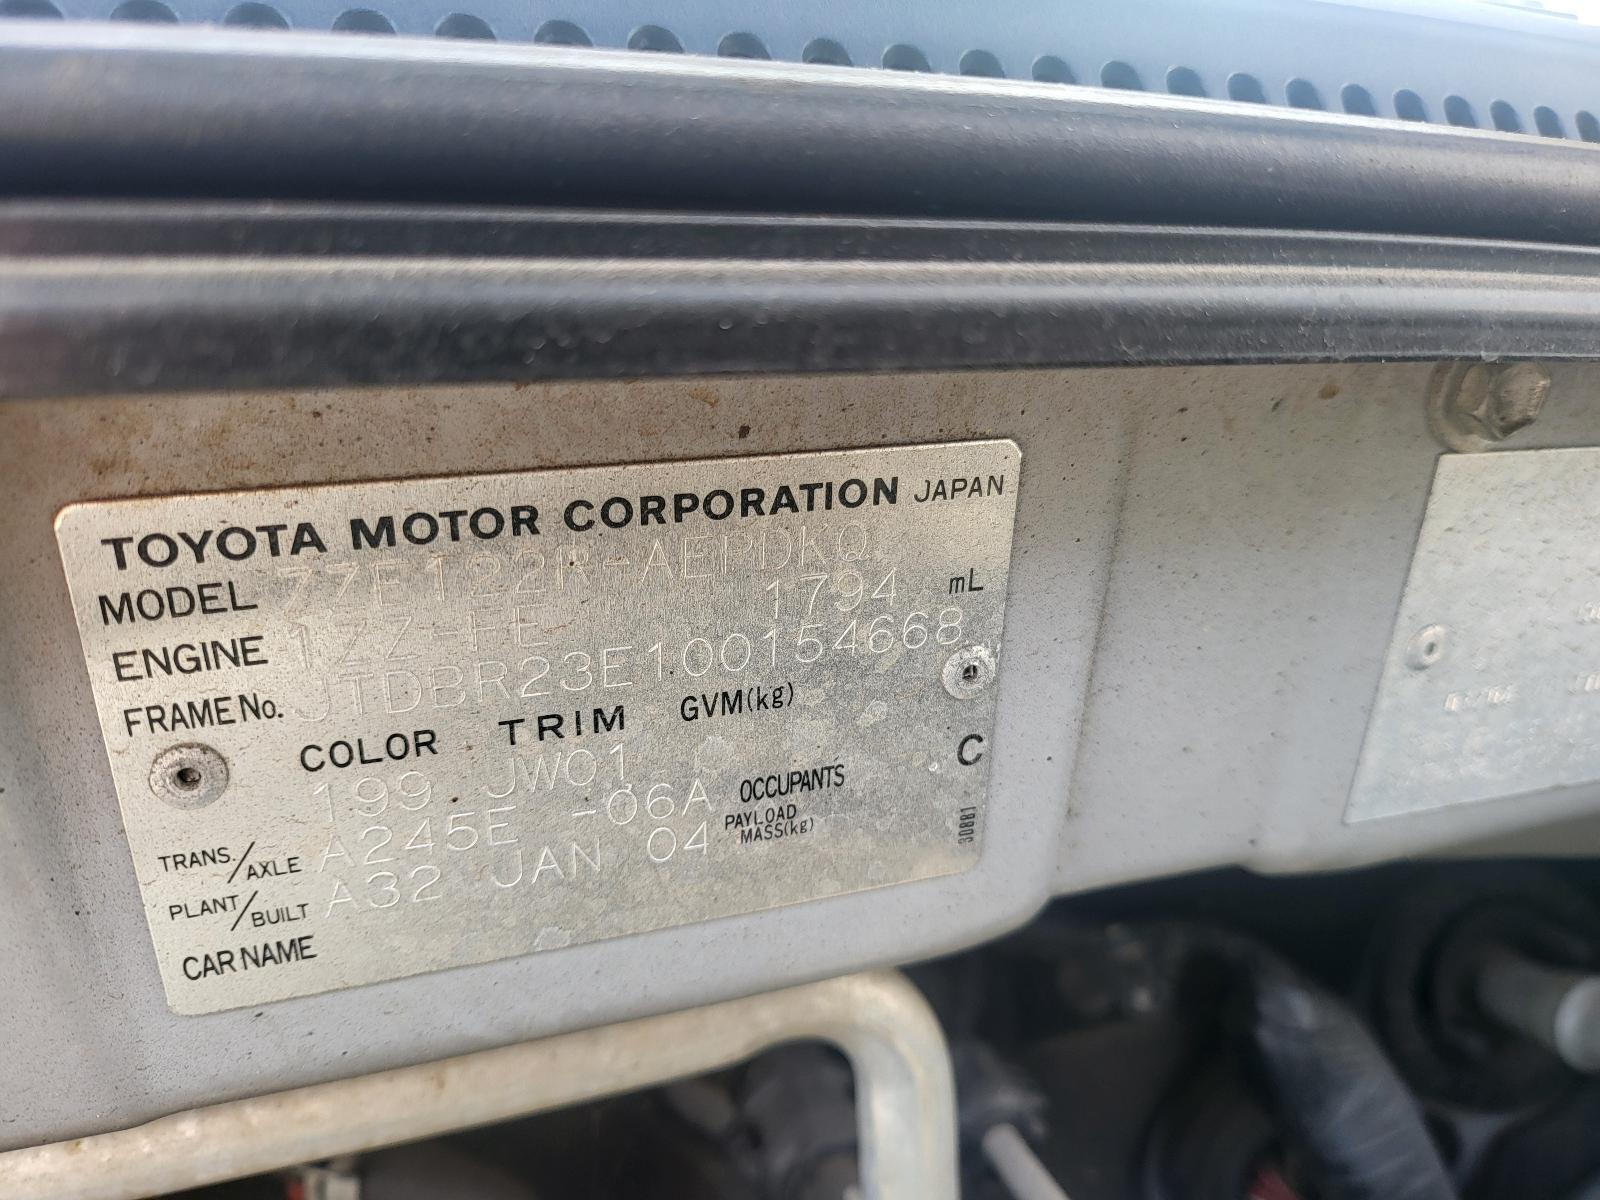 TOYOTA MOTOR CORPORATION JAPAN
MODEL ZZE122R-AEPDKQ
ENGINE 1ZZ-FE 1794 mL
FRAME No. JTDBR23E100154668
COLOR TRIM GVM(kg)
199 JW01 C
TRANS./AXLE A245E -06A OCCUPANTS
PLANT/BUILT A32 JAN 04 PAYLOAD MASS(kg)
CAR NAME
30881